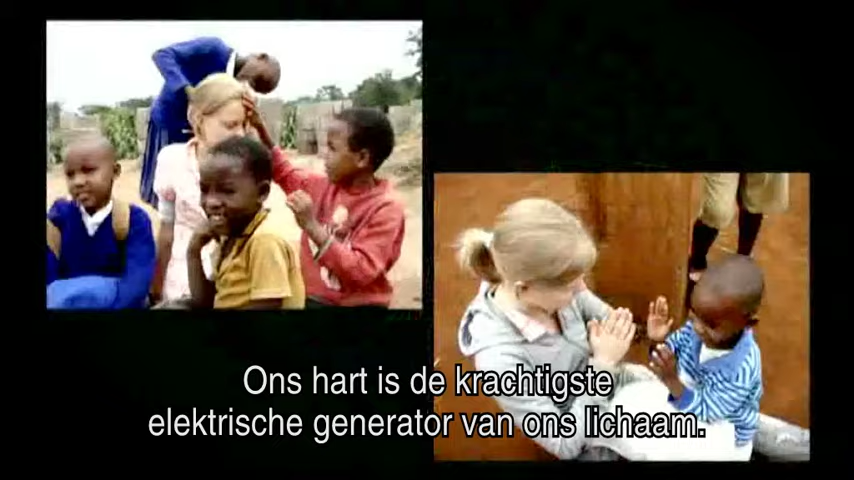 Ons hart is de krachtigste
elektrische generator van ons lichaam.